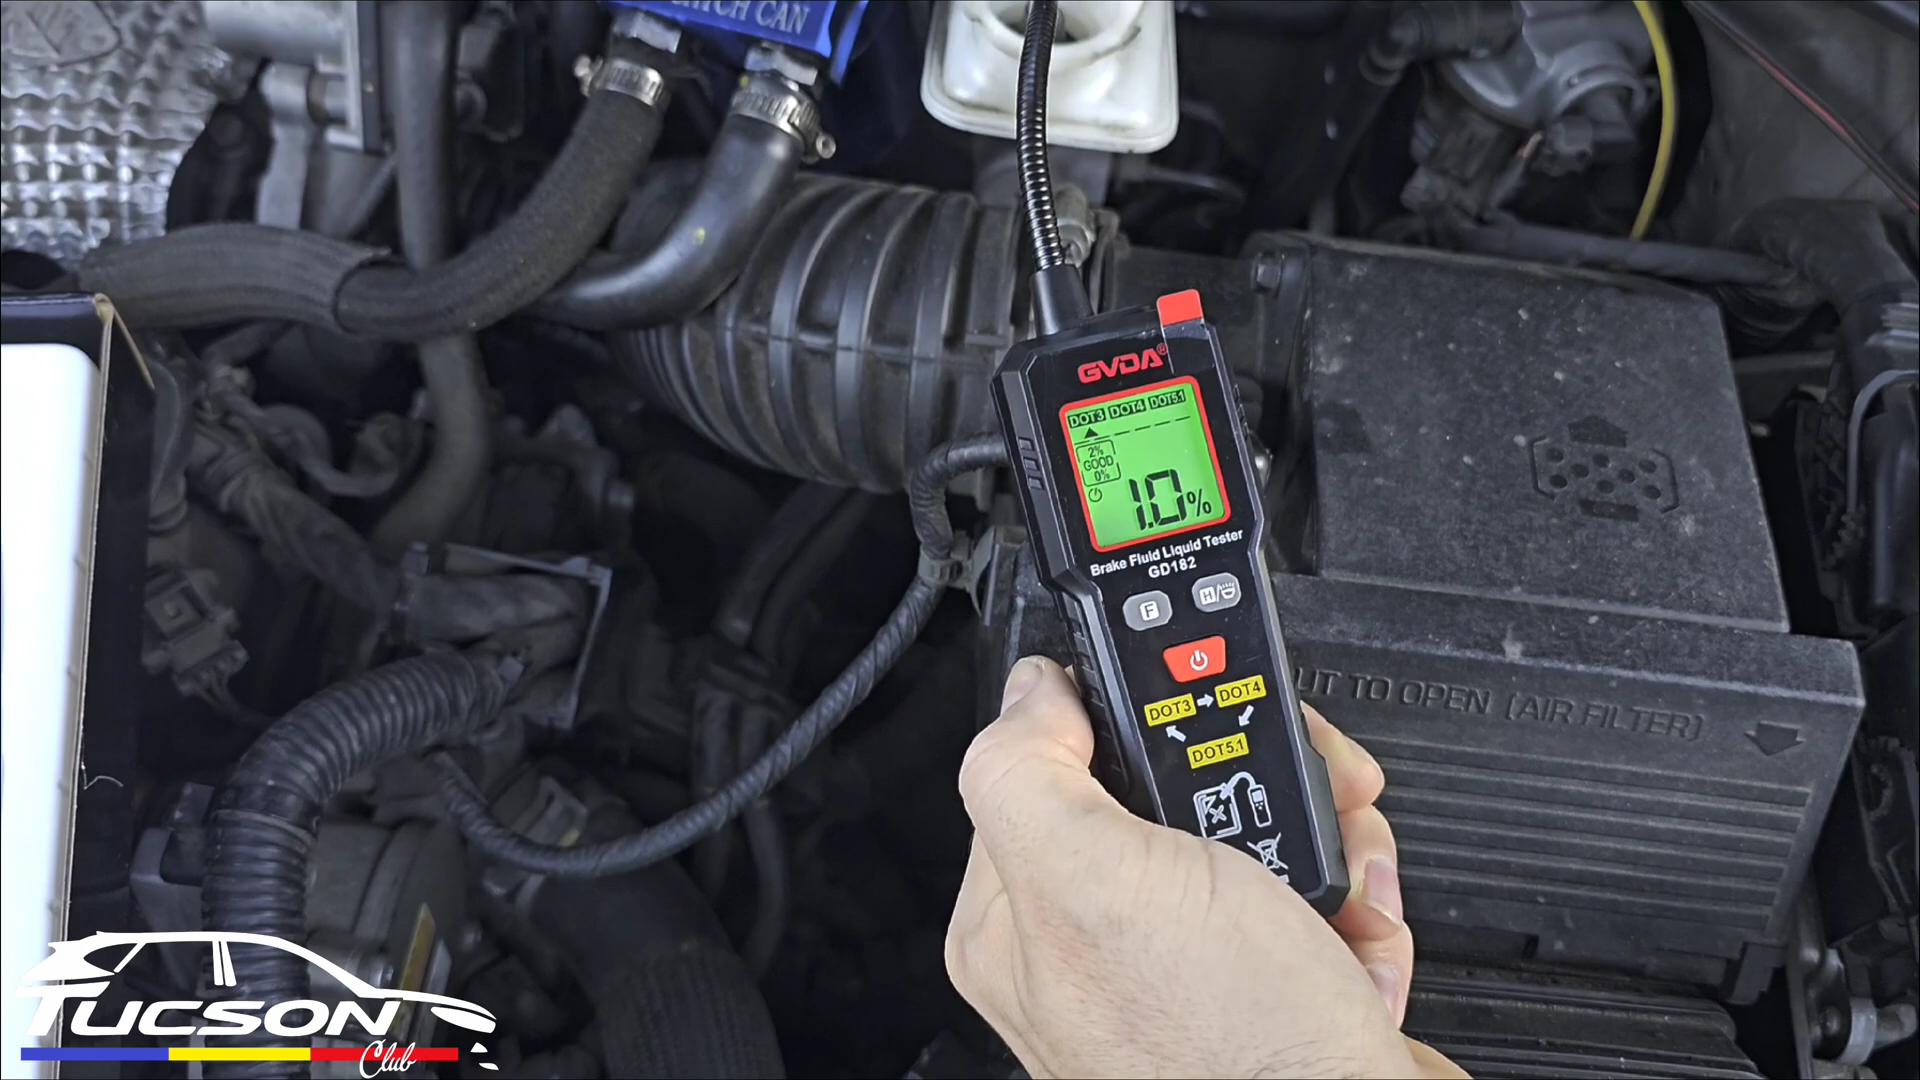 CAN
GVDA®
DOT3 DOT4 DOT5.1
2%
GOOD
0%
1.0%
Brake Fluid Liquid Tester
GD182
F
H/
DOT3 DOT4
DOT5.1
TO OPEN (AIR FILTER)
TUCSON
Club